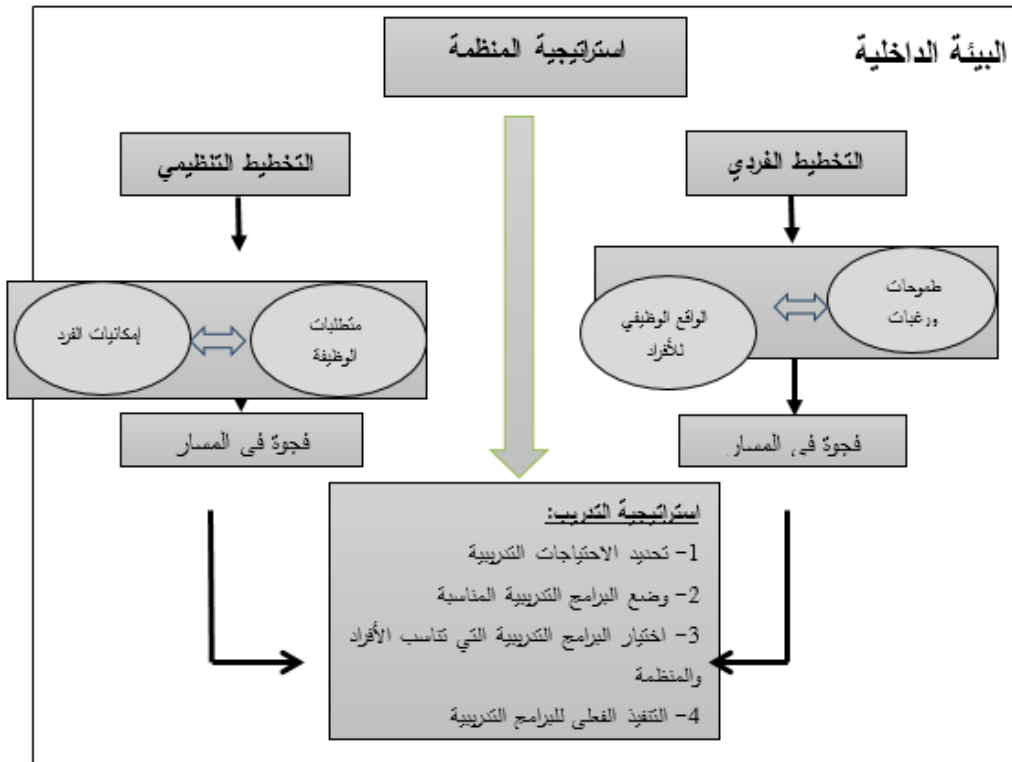 البيئة الداخلية
استراتيجية المنظمة
التخطيط الفردي
التخطيط التنظيمي
طموحات
ورغبات
الواقع الوظيفي
للأفراد
متطلبات
الوظيفة
إمكانيات الفرد
فجوة في المسار
فجوة في المسار
استراتيجية التدريب:
1- تحديد الاحتياجات التدريبية
2- وضع البرامج التدريبية المناسبة
3- اختيار البرامج التدريبية التي تناسب الأفراد
والمنظمة
4- التنفيذ الفعلي للبرامج التدريبية